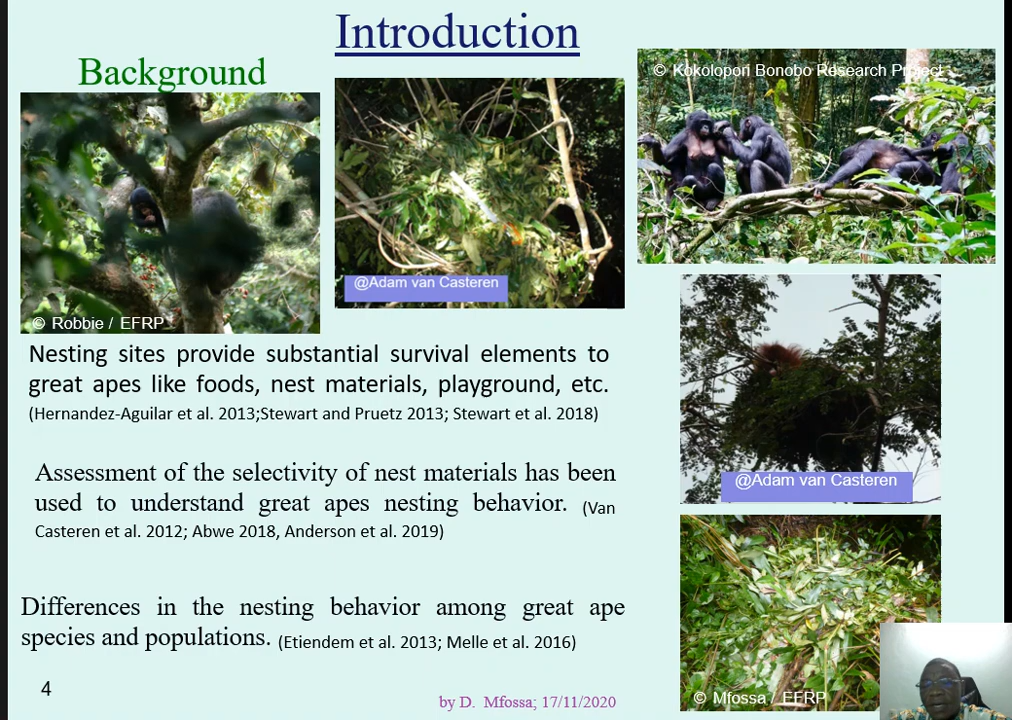 Introduction
Background
© Kokolopori Bonobo Research Project
@Adam van Casteren
© Robbie / EFRP
Nesting sites provide substantial survival elements to
great apes like foods, nest materials, playground, etc.
(Hernandez-Aguilar et al. 2013;Stewart and Pruetz 2013; Stewart et al. 2018)
@Adam van Casteren
Assessment of the selectivity of nest materials has been
used to understand great apes nesting behavior. (Van
Casteren et al. 2012; Abwe 2018, Anderson et al. 2019)
Differences in the nesting behavior among great ape
species and populations. (Etiendem et al. 2013; Melle et al. 2016)
© Mfossa / EFRP
4
by D. Mfossa; 17/11/2020